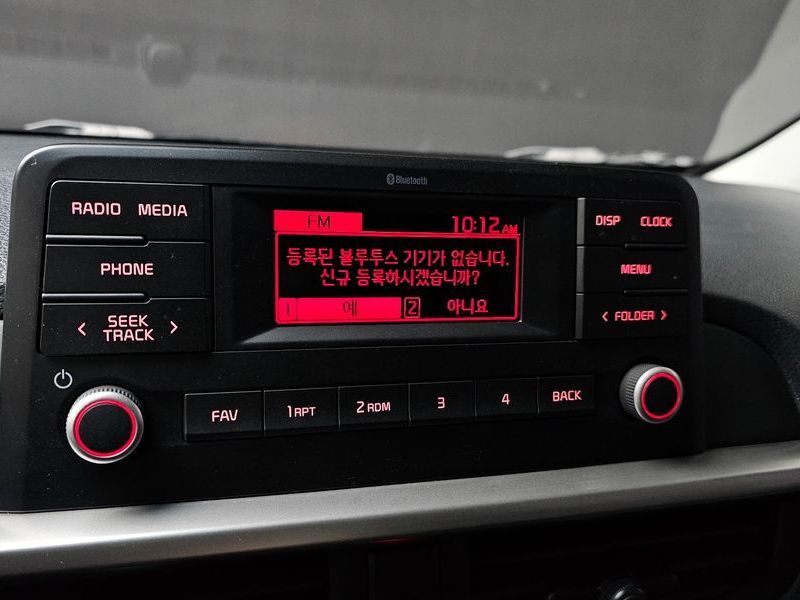 Bluetooth
RADIO MEDIA
PHONE
SEEK
TRACK
FM 10:12 AM
등록된 블루투스 기기가 없습니다.
신규 등록하시겠습니까?
1 예 2 아니요
DISP CLOCK
MENU
< FOLDER >
FAV 1 RPT 2 RDM 3 4 BACK